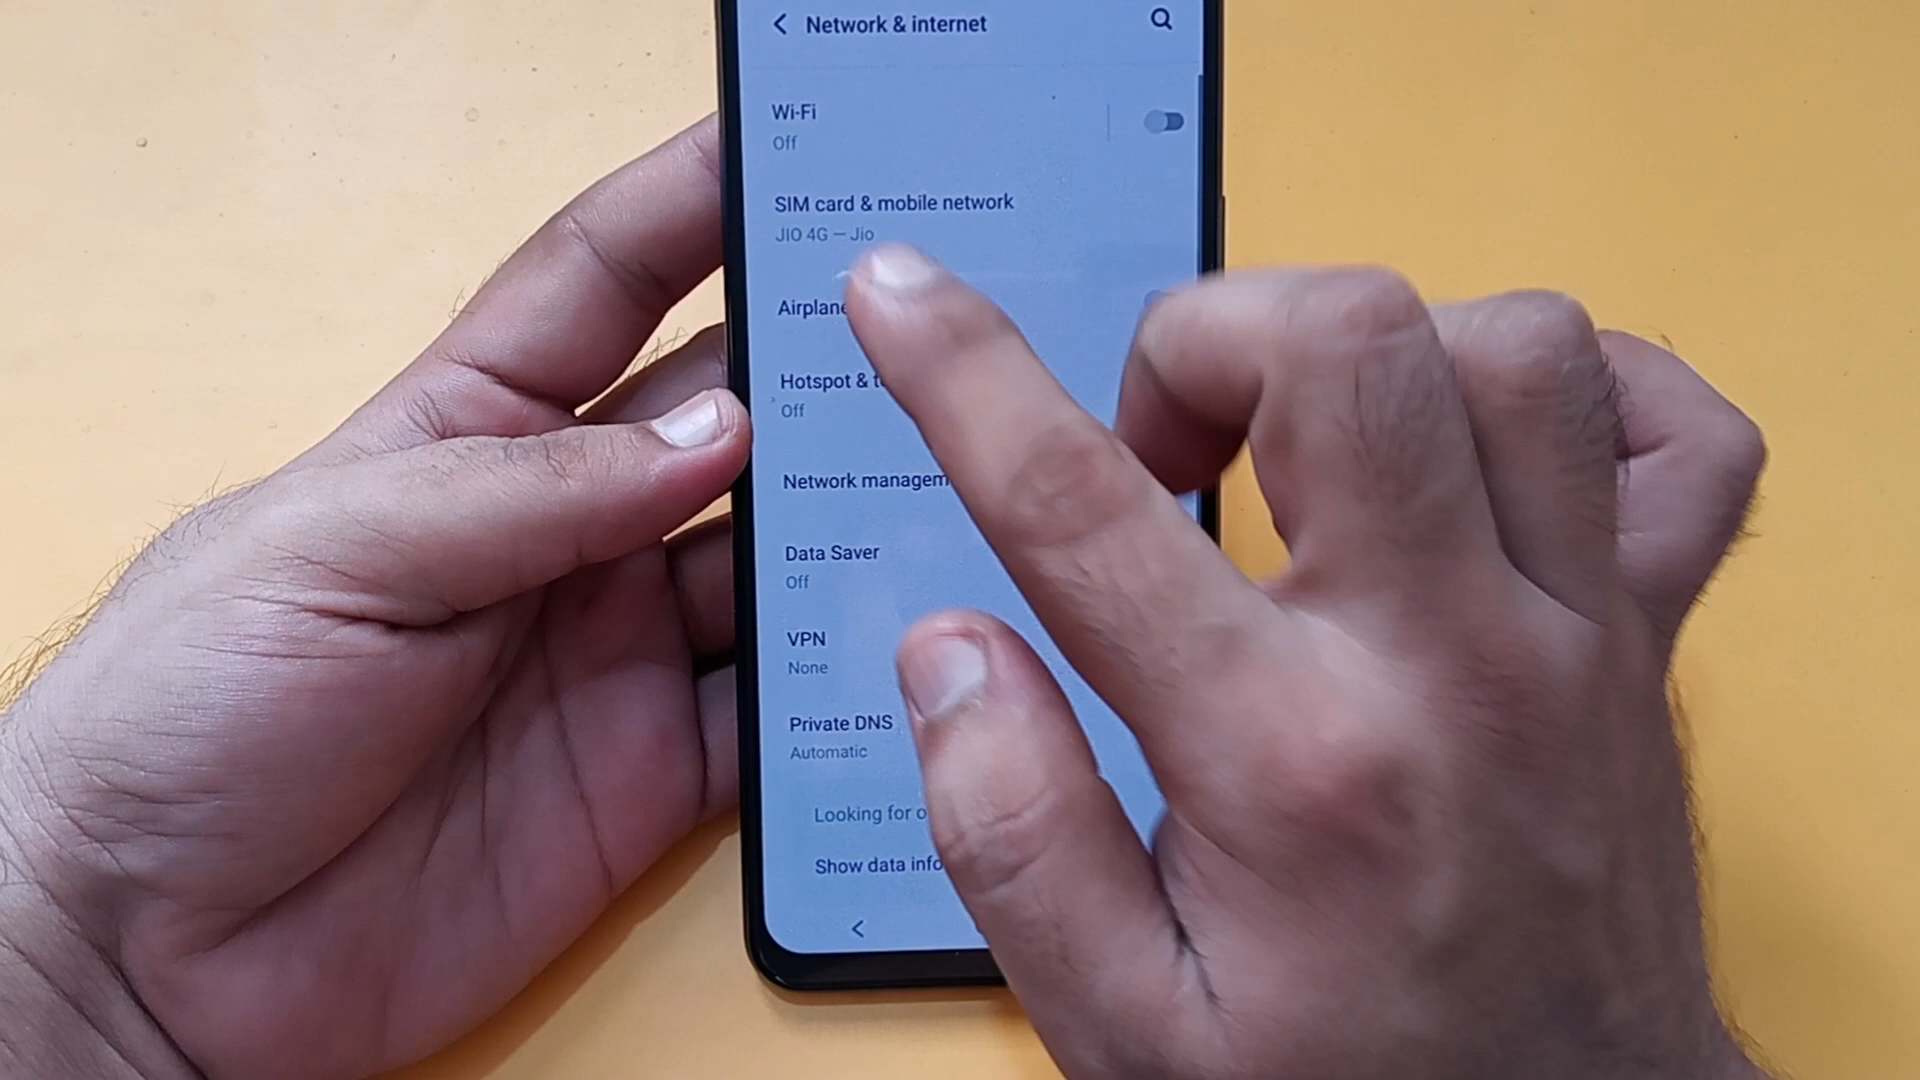 Network & internet
Wi-Fi
Off
SIM card & mobile network
JIO 4G – Jio
Airplane
Hotspot & t
Off
Network managem
Data Saver
Off
VPN
None
Private DNS
Automatic
Looking for o
Show data info